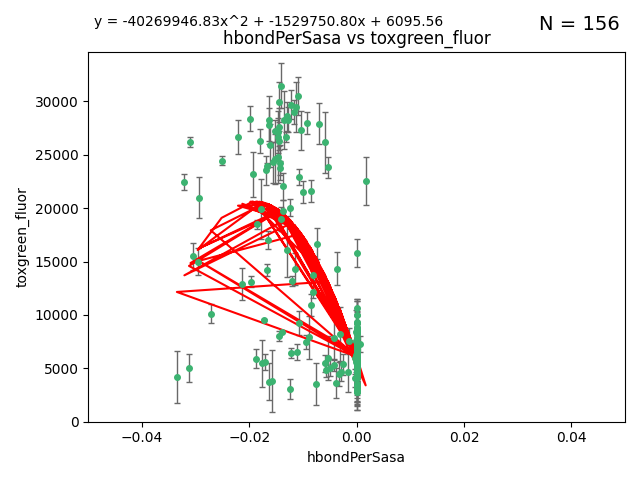 y = -40269946.83x^2 + -1529750.80x + 6095.56
N = 156
hbondPerSasa vs toxgreen_fluor
30000
25000
20000
15000
10000
5000
0
toxgreen_fluor
−0.04
−0.02
0.00
0.02
0.04
hbondPerSasa